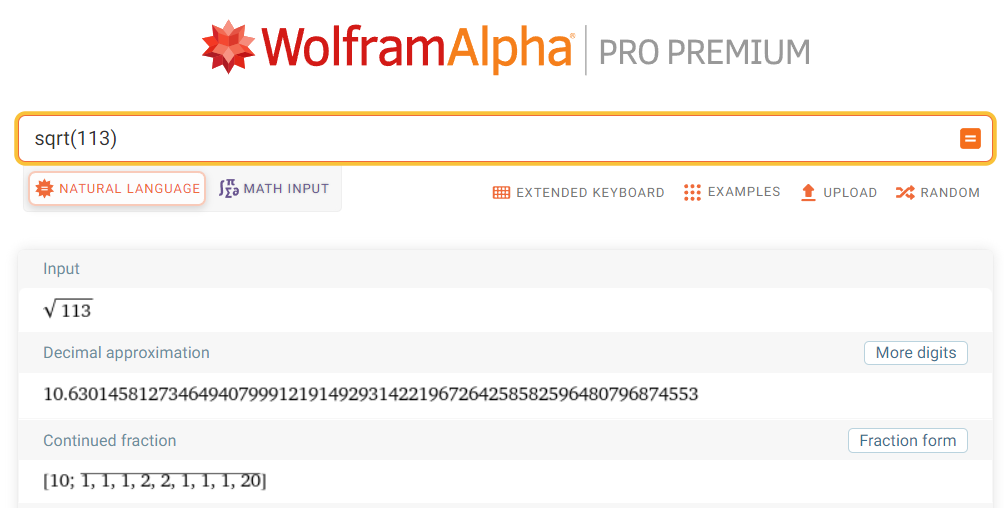 WolframAlpha® | PRO PREMIUM
sqrt(113)
NATURAL LANGUAGE MATH INPUT EXTENDED KEYBOARD EXAMPLES UPLOAD RANDOM
Input
√113
Decimal approximation More digits
10.630145812734649407999121914929314221967264258582596480796874553
Continued fraction Fraction form
[10; 1, 1, 1, 2, 2, 1, 1, 1, 20]